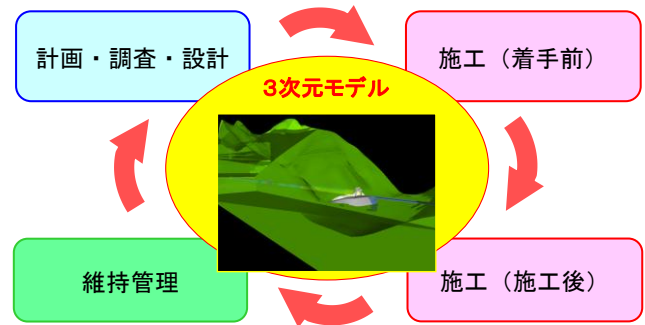 計画・調査・設計
施工（着手前）
３次元モデル
維持管理
施工（施工後）